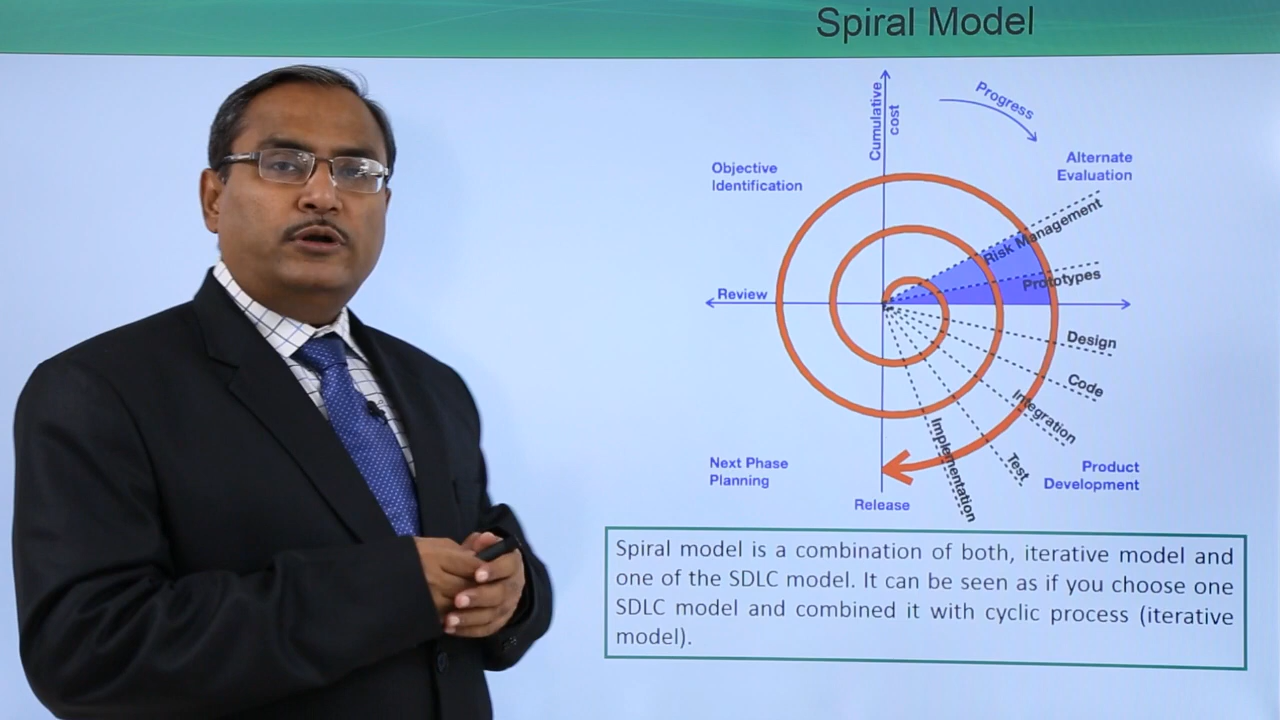 Spiral Model
Cumulative
cost
Progress
Objective
Identification
Alternate
Evaluation
Risk Management
Prototypes
Review
Design
Code
Integration
Test
Implementation
Next Phase
Planning
Product
Development
Release
Spiral model is a combination of both, iterative model and
one of the SDLC model. It can be seen as if you choose one
SDLC model and combined it with cyclic process (iterative
model).